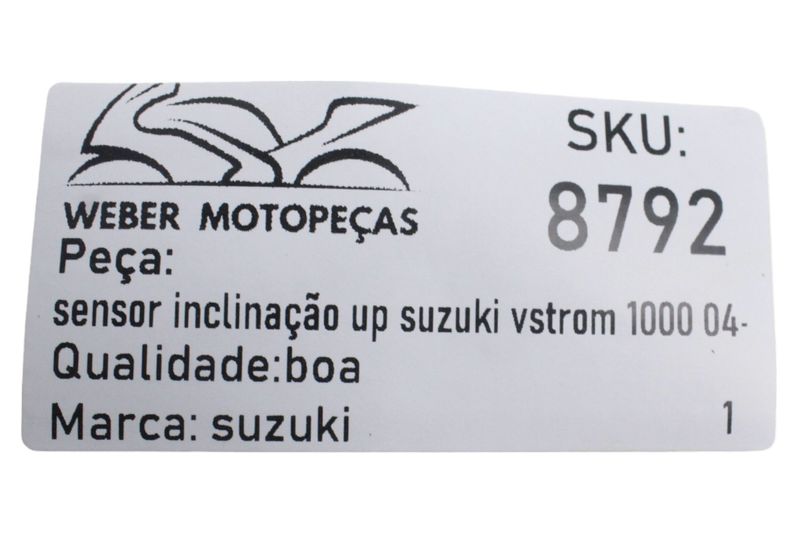 SKU:
8792
WEBER MOTOPEÇAS
Peça:
sensor inclinação up suzuki vstrom 1000 04-
Qualidade:boa
Marca: suzuki
1